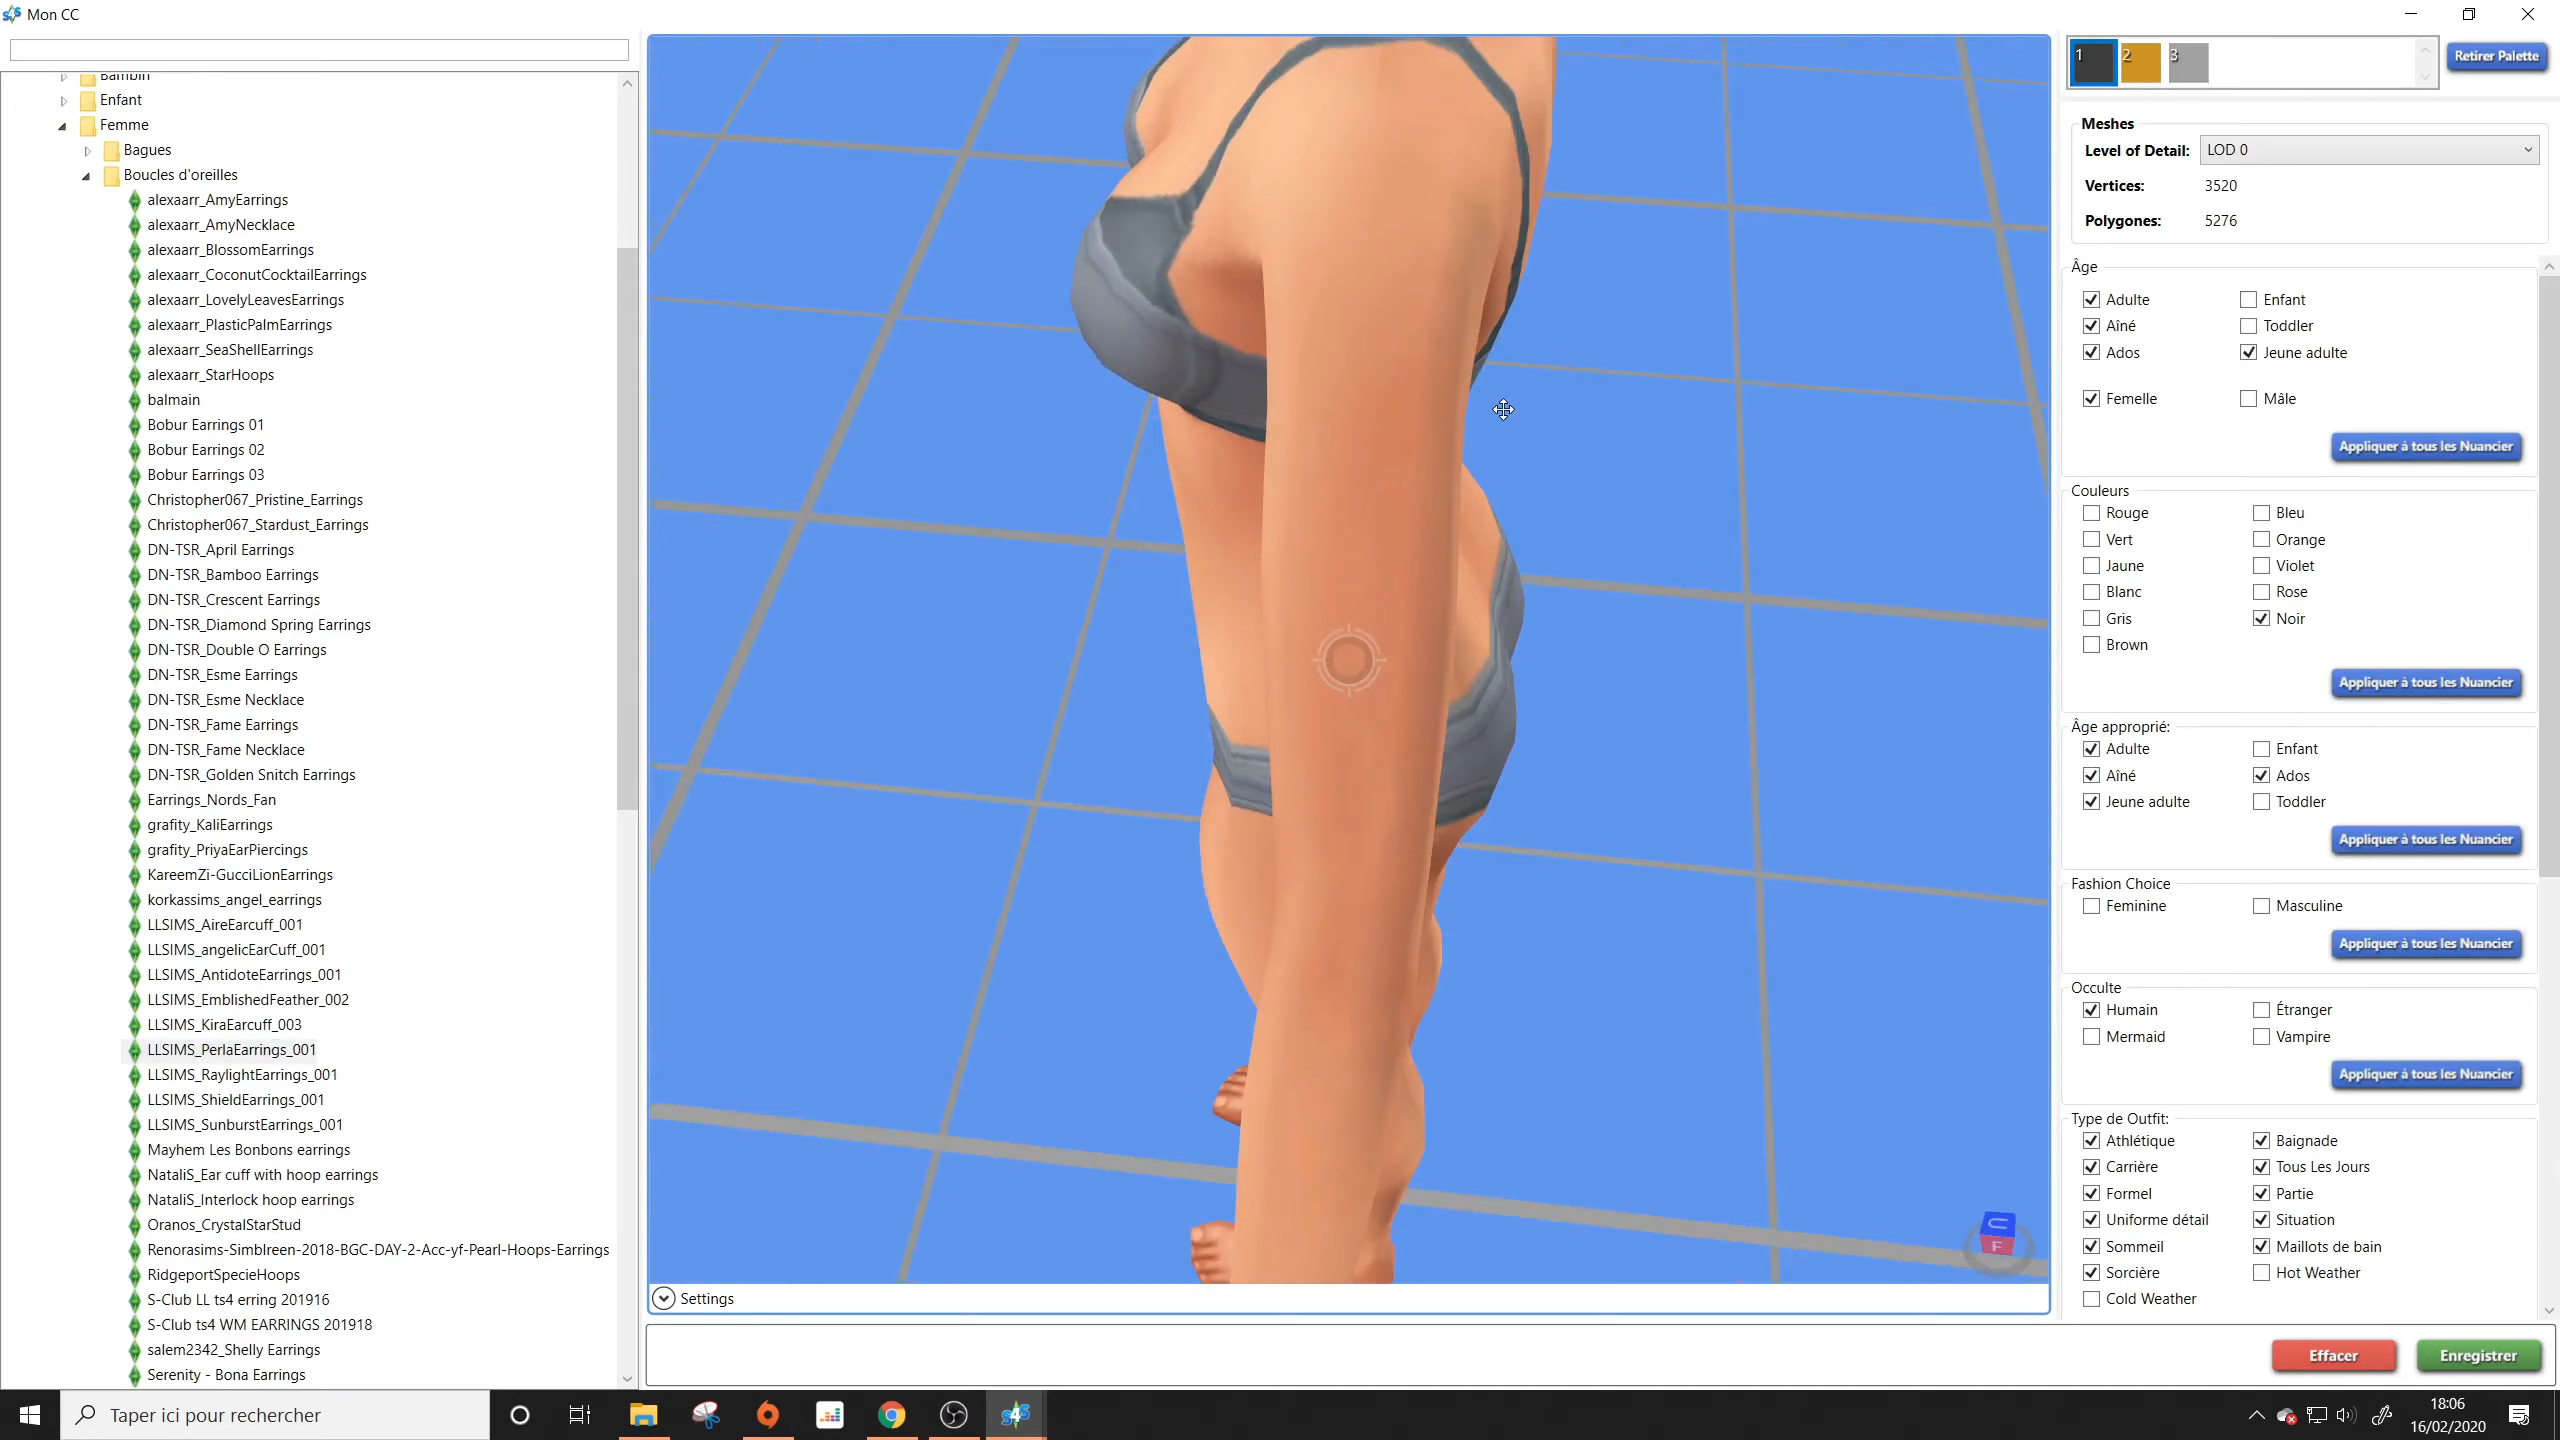 Mon CC
Bambin
Enfant
Femme
Bagues
Boucles d'oreilles
alexaarr_AmyEarrings
alexaarr_AmyNecklace
alexaarr_BlossomEarrings
alexaarr_CoconutCocktailEarrings
alexaarr_LovelyLeavesEarrings
alexaarr_PlasticPalmEarrings
alexaarr_SeaShellEarrings
alexaarr_StarHoops
balmain
Bobur Earrings 01
Bobur Earrings 02
Bobur Earrings 03
Christopher067_Pristine_Earrings
Christopher067_Stardust_Earrings
DN-TSR_April Earrings
DN-TSR_Bamboo Earrings
DN-TSR_Crescent Earrings
DN-TSR_Diamond Spring Earrings
DN-TSR_Double O Earrings
DN-TSR_Esme Earrings
DN-TSR_Esme Necklace
DN-TSR_Fame Earrings
DN-TSR_Fame Necklace
DN-TSR_Golden Snitch Earrings
Earrings_Nords_Fan
grafity_KaliEarrings
grafity_PriyaEarPiercings
KareemZi-GucciLionEarrings
korkassims_angel_earrings
LLSIMS_AireEarcuff_001
LLSIMS_angelicEarCuff_001
LLSIMS_AntidoteEarrings_001
LLSIMS_EmblishedFeather_002
LLSIMS_KiraEarcuff_003
LLSIMS_PerlaEarrings_001
LLSIMS_RaylightEarrings_001
LLSIMS_ShieldEarrings_001
LLSIMS_SunburstEarrings_001
Mayhem Les Bonbons earrings
NataliS_Ear cuff with hoop earrings
NataliS_Interlock hoop earrings
Oranos_CrystalStarStud
Renorasims-Simblreen-2018-BGC-DAY-2-Acc-yf-Pearl-Hoops-Earrings
RidgeportSpecieHoops
S-Club LL ts4 erring 201916
S-Club ts4 WM EARRINGS 201918
salem2342_Shelly Earrings
Serenity - Bona Earrings
U
F
Settings
1 2 3 Retirer Palette
Meshes
Level of Detail: LOD 0
Vertices: 3520
Polygones: 5276
Âge
Adulte Enfant
Aîné Toddler
Ados Jeune adulte
Femelle Mâle
Appliquer à tous les Nuancier
Couleurs
Rouge Bleu
Vert Orange
Jaune Violet
Blanc Rose
Gris Noir
Brown
Appliquer à tous les Nuancier
Âge approprié:
Adulte Enfant
Aîné Ados
Jeune adulte Toddler
Appliquer à tous les Nuancier
Fashion Choice
Feminine Masculine
Appliquer à tous les Nuancier
Occulte
Humain Étranger
Mermaid Vampire
Appliquer à tous les Nuancier
Type de Outfit:
Athlétique Baignade
Carrière Tous Les Jours
Formel Partie
Uniforme détail Situation
Sommeil Maillots de bain
Sorcière Hot Weather
Cold Weather
Effacer Enregistrer
Taper ici pour rechercher
S4S
18:06
16/02/2020